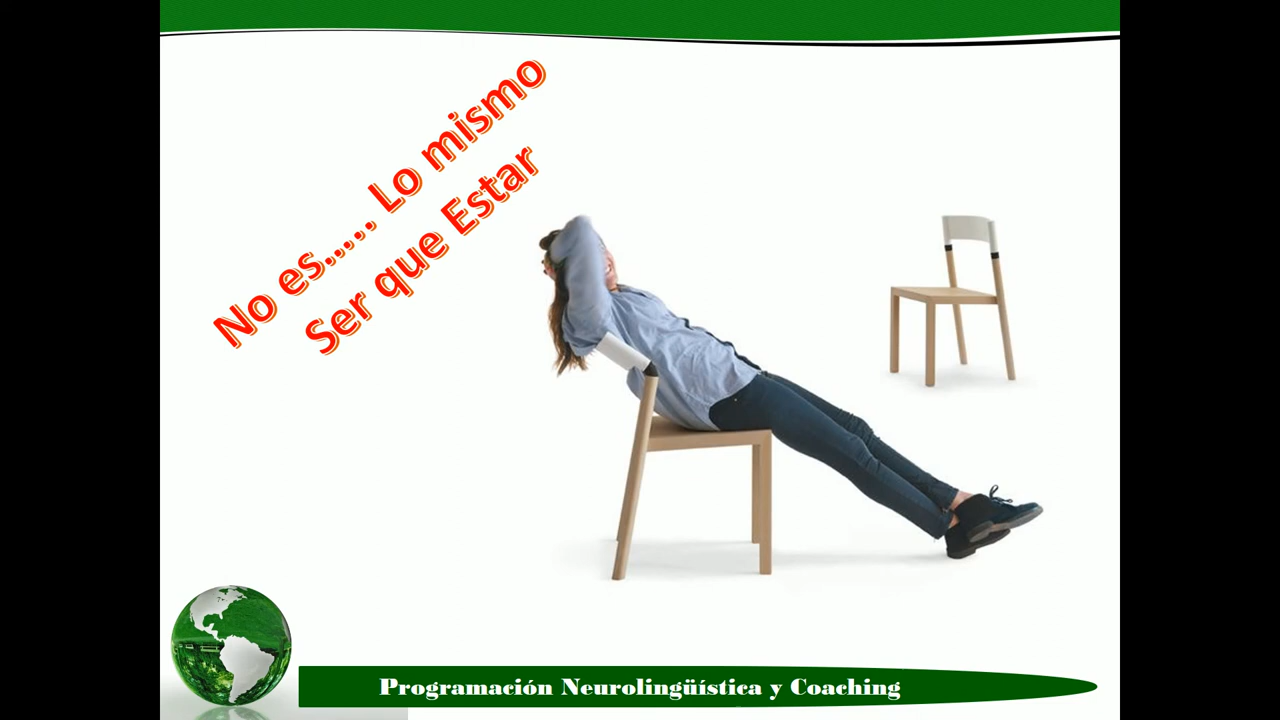 No es..... Lo mismo
Ser que Estar
Programación Neurolingüística y Coaching